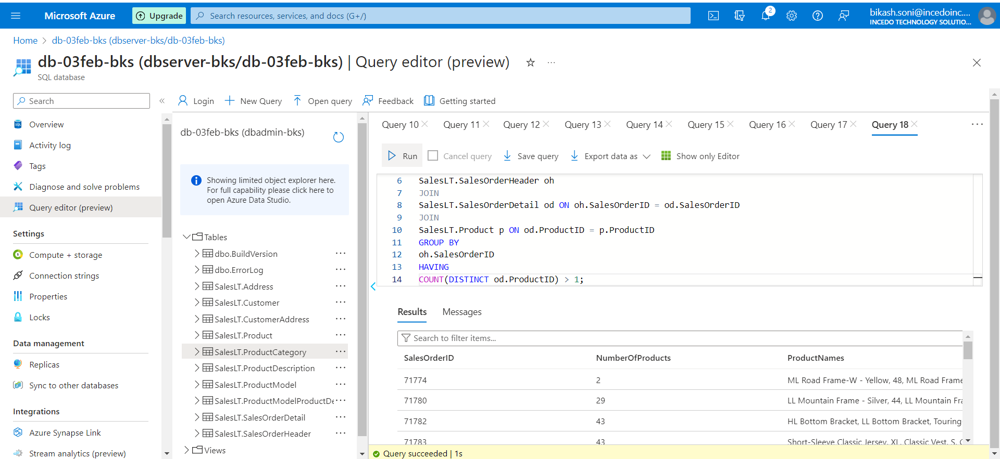 Microsoft Azure
Upgrade
Search resources, services, and docs (G+/)
2
bikash.soni@incedoinc....
INCEDO TECHNOLOGY SOLUTIO...
Home > db-03feb-bks (dbserver-bks/db-03feb-bks)
db-03feb-bks (dbserver-bks/db-03feb-bks) | Query editor (preview)
SQL database
Search
Overview
Activity log
Tags
Diagnose and solve problems
Query editor (preview)
Settings
Compute + storage
Connection strings
Properties
Locks
Data management
Replicas
Sync to other databases
Integrations
Azure Synapse Link
Stream analytics (preview)
Login
New Query
Open query
Feedback
Getting started
db-03feb-bks (dbadmin-bks)
Showing limited object explorer here.
For full capability please click here to
open Azure Data Studio.
Tables
dbo.BuildVersion
dbo.ErrorLog
SalesLT.Address
SalesLT.Customer
SalesLT.CustomerAddress
SalesLT.Product
SalesLT.ProductCategory
SalesLT.ProductDescription
SalesLT.ProductModel
SalesLT.ProductModelProductDe
SalesLT.SalesOrderDetail
SalesLT.SalesOrderHeader
Views
Query 10
Query 11
Query 12
Query 13
Query 14
Query 15
Query 16
Query 17
Query 18
Run
Cancel query
Save query
Export data as
Show only Editor
6 SalesLT.SalesOrderHeader oh
7 JOIN
8 SalesLT.SalesOrderDetail od ON oh.SalesOrderID = od.SalesOrderID
9 JOIN
10 SalesLT.Product p ON od.ProductID = p.ProductID
11 GROUP BY
12 oh.SalesOrderID
13 HAVING
14 COUNT(DISTINCT od.ProductID) > 1;
Results
Messages
Search to filter items...
SalesOrderID NumberOfProducts ProductNames
71774 2 ML Road Frame-W - Yellow, 48, ML Road Frame
71780 29 LL Mountain Frame - Silver, 44, LL Mountain Fra
71782 43 HL Bottom Bracket, LL Bottom Bracket, Touring-
71783 43 Short-Sleeve Classic Jersey, XL, Classic Vest, S, C
Query succeeded | 1s